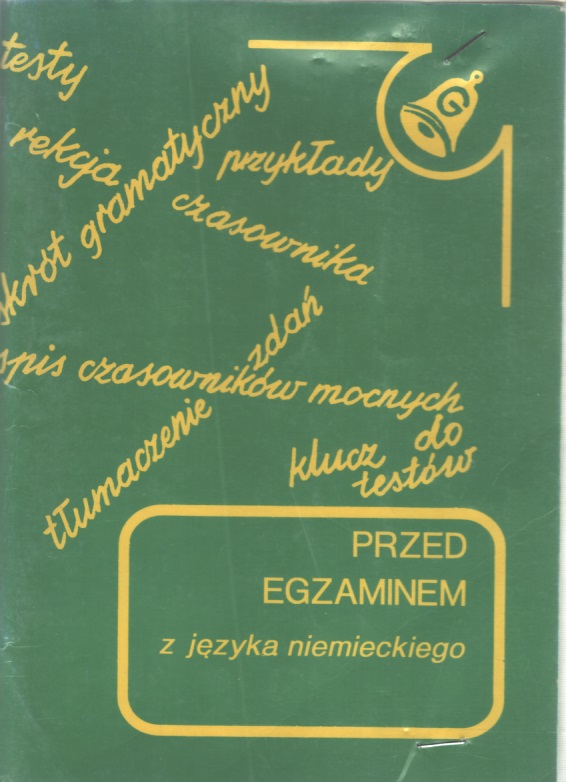 testy
rekcja
czasownika
skrót gramatyczny
przykłady
G
spis czasowników mocnych
tłumaczenie
zdań
klucz do
testów
PRZED
EGZAMINEM
z języka niemieckiego